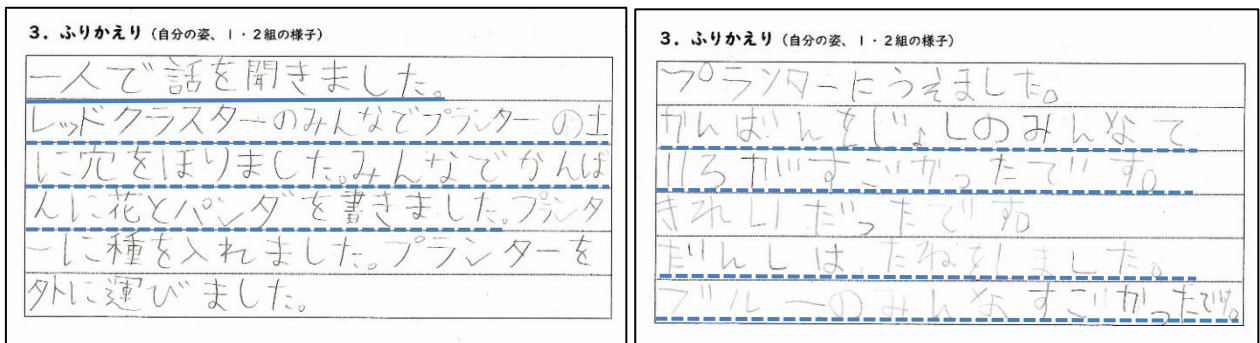 3．ふりかえり（自分の姿、1・2組の様子）
一人で話を聞きました。
レッドクラスターのみんなでプランターの土
に穴をほりました。みんなでかんば
んに花とパンダを書きました。プランタ
ーに種を入れました。プランターを
外に運びました。
3．ふりかえり（自分の姿、1・2組の様子）
プランターにうえました。
かんばんをじょしのみんなて
いろがすごかったです。
きれいだったです。
だんしは、たねをしました。
ブルーのみんなすごかったです。